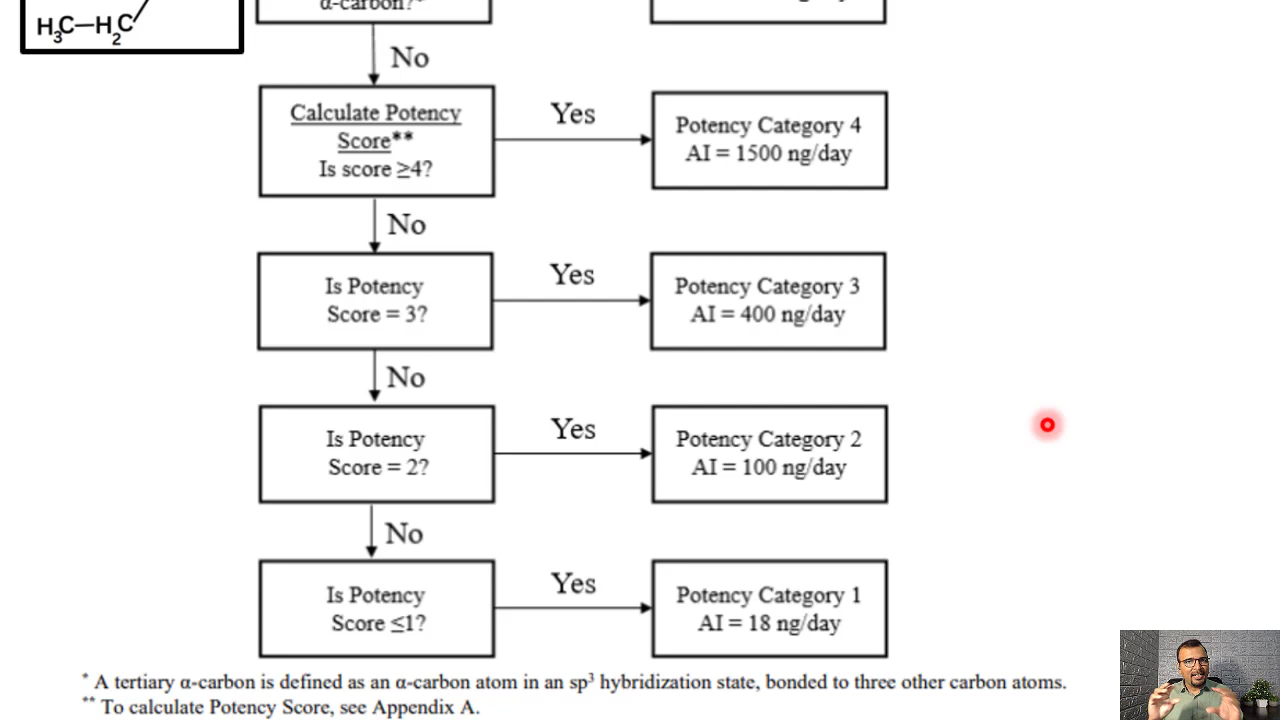 α-carbon?*
H3C—H2C
No
Calculate Potency
Score**
Is score ≥4?
Yes
Potency Category 4
AI = 1500 ng/day
No
Is Potency
Score = 3?
Yes
Potency Category 3
AI = 400 ng/day
No
Is Potency
Score = 2?
Yes
Potency Category 2
AI = 100 ng/day
No
Is Potency
Score ≤1?
Yes
Potency Category 1
AI = 18 ng/day
* A tertiary α-carbon is defined as an α-carbon atom in an sp³ hybridization state, bonded to three other carbon atoms.
** To calculate Potency Score, see Appendix A.